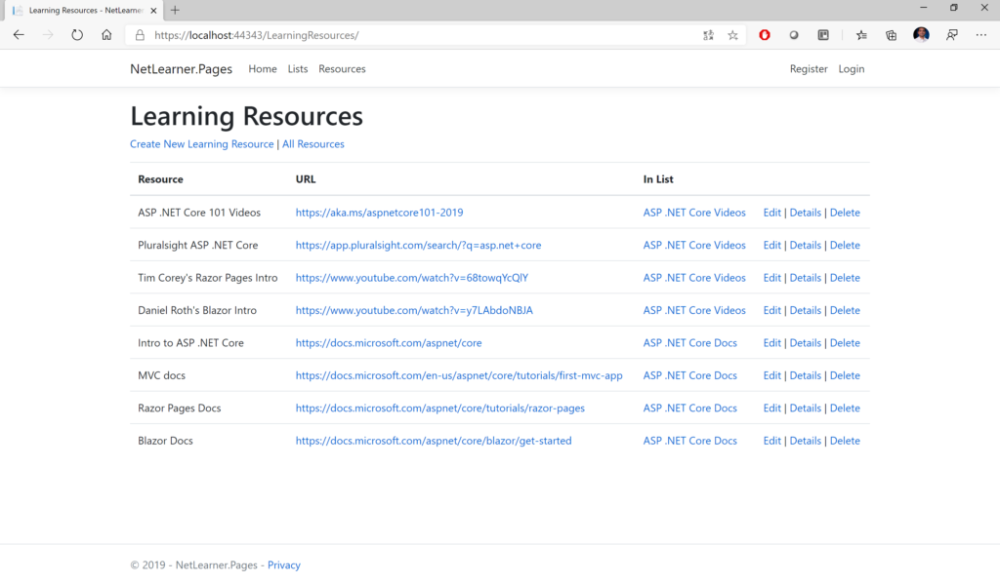 Learning Resources - NetLearner
https://localhost:44343/LearningResources/
NetLearner.Pages Home Lists Resources Register Login
Learning Resources
Create New Learning Resource | All Resources
Resource URL In List
ASP .NET Core 101 Videos https://aka.ms/aspnetcore101-2019 ASP .NET Core Videos Edit | Details | Delete
Pluralsight ASP .NET Core https://app.pluralsight.com/search/?q=asp.net+core ASP .NET Core Videos Edit | Details | Delete
Tim Corey's Razor Pages Intro https://www.youtube.com/watch?v=68towqYcQlY ASP .NET Core Videos Edit | Details | Delete
Daniel Roth's Blazor Intro https://www.youtube.com/watch?v=y7LAbdoNBJA ASP .NET Core Videos Edit | Details | Delete
Intro to ASP .NET Core https://docs.microsoft.com/aspnet/core ASP .NET Core Docs Edit | Details | Delete
MVC docs https://docs.microsoft.com/en-us/aspnet/core/tutorials/first-mvc-app ASP .NET Core Docs Edit | Details | Delete
Razor Pages Docs https://docs.microsoft.com/aspnet/core/tutorials/razor-pages ASP .NET Core Docs Edit | Details | Delete
Blazor Docs https://docs.microsoft.com/aspnet/core/blazor/get-started ASP .NET Core Docs Edit | Details | Delete
© 2019 - NetLearner.Pages - Privacy